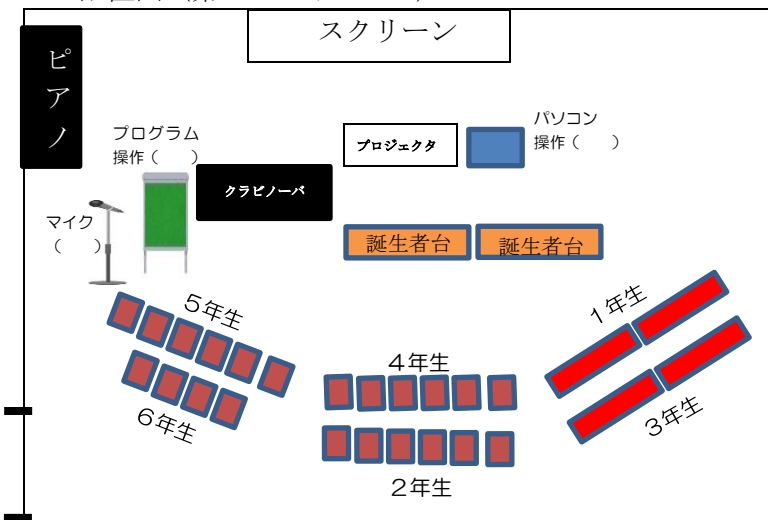 スクリーン
ピアノ
プログラム
操作（　　）
パソコン
操作（　　）
プロジェクタ
クラビノーバ
マイク
（　　）
誕生者台
誕生者台
5年生
1年生
4年生
6年生
3年生
2年生